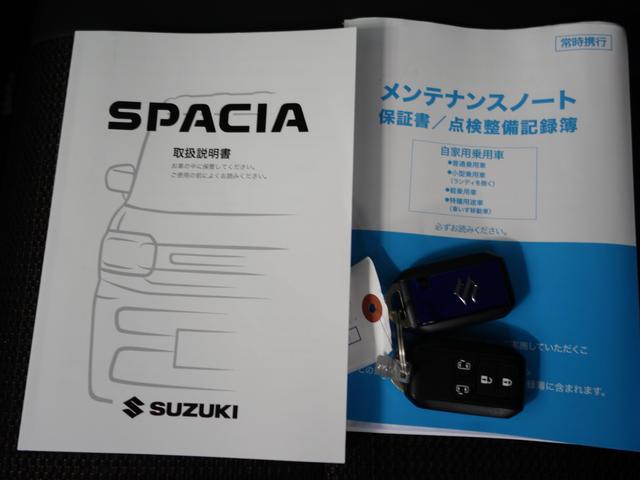 SPACIA
取扱説明書
お車の中に保管してください。
ご使用の前によくお読みください。
SUZUKI
常時携行
メンテナンスノート
保証書／点検整備記録簿
自家用乗用車
●普通乗用車
●小型乗用車
(ランディを除く)
●軽乗用車
●特種用途車
(車いす移動車)
必ずお読みください。
実施していただくこ
録簿に含まれます。